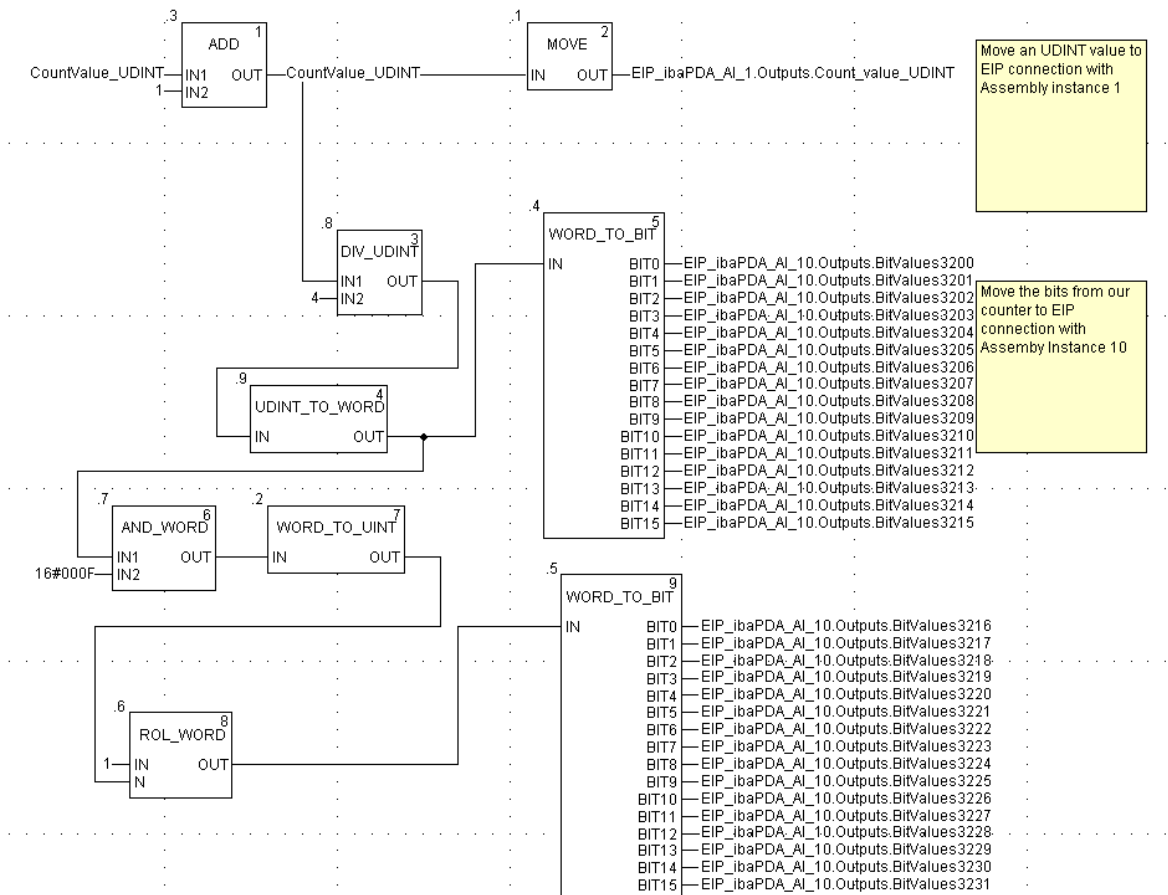 .3
1
ADD
CountValue_UDINT IN1 OUT CountValue_UDINT
1 IN2
.1
2
MOVE
IN OUT EIP_ibaPDA_AI_1.Outputs.Count_value_UDINT
Move an UDINT value to
EIP connection with
Assembly instance 1
.8
3
DIV_UDINT
IN1 OUT
4 IN2
.4
5
WORD_TO_BIT
IN BIT0 EIP_ibaPDA_AI_10.Outputs.BitValues3200
BIT1 EIP_ibaPDA_AI_10.Outputs.BitValues3201
BIT2 EIP_ibaPDA_AI_10.Outputs.BitValues3202
BIT3 EIP_ibaPDA_AI_10.Outputs.BitValues3203
BIT4 EIP_ibaPDA_AI_10.Outputs.BitValues3204
BIT5 EIP_ibaPDA_AI_10.Outputs.BitValues3205
BIT6 EIP_ibaPDA_AI_10.Outputs.BitValues3206
BIT7 EIP_ibaPDA_AI_10.Outputs.BitValues3207
BIT8 EIP_ibaPDA_AI_10.Outputs.BitValues3208
BIT9 EIP_ibaPDA_AI_10.Outputs.BitValues3209
BIT10 EIP_ibaPDA_AI_10.Outputs.BitValues3210
BIT11 EIP_ibaPDA_AI_10.Outputs.BitValues3211
BIT12 EIP_ibaPDA_AI_10.Outputs.BitValues3212
BIT13 EIP_ibaPDA_AI_10.Outputs.BitValues3213
BIT14 EIP_ibaPDA_AI_10.Outputs.BitValues3214
BIT15 EIP_ibaPDA_AI_10.Outputs.BitValues3215
Move the bits from our
counter to EIP
connection with
Assemby Instance 10
.9
4
UDINT_TO_WORD
IN OUT
.7
6
AND_WORD
IN1 OUT
16#000F IN2
.2
7
WORD_TO_UINT
IN OUT
.5
9
WORD_TO_BIT
IN BIT0 EIP_ibaPDA_AI_10.Outputs.BitValues3216
BIT1 EIP_ibaPDA_AI_10.Outputs.BitValues3217
BIT2 EIP_ibaPDA_AI_10.Outputs.BitValues3218
BIT3 EIP_ibaPDA_AI_10.Outputs.BitValues3219
BIT4 EIP_ibaPDA_AI_10.Outputs.BitValues3220
BIT5 EIP_ibaPDA_AI_10.Outputs.BitValues3221
BIT6 EIP_ibaPDA_AI_10.Outputs.BitValues3222
BIT7 EIP_ibaPDA_AI_10.Outputs.BitValues3223
BIT8 EIP_ibaPDA_AI_10.Outputs.BitValues3224
BIT9 EIP_ibaPDA_AI_10.Outputs.BitValues3225
BIT10 EIP_ibaPDA_AI_10.Outputs.BitValues3226
BIT11 EIP_ibaPDA_AI_10.Outputs.BitValues3227
BIT12 EIP_ibaPDA_AI_10.Outputs.BitValues3228
BIT13 EIP_ibaPDA_AI_10.Outputs.BitValues3229
BIT14 EIP_ibaPDA_AI_10.Outputs.BitValues3230
BIT15 EIP_ibaPDA_AI_10.Outputs.BitValues3231
.6
8
ROL_WORD
1 IN OUT
N